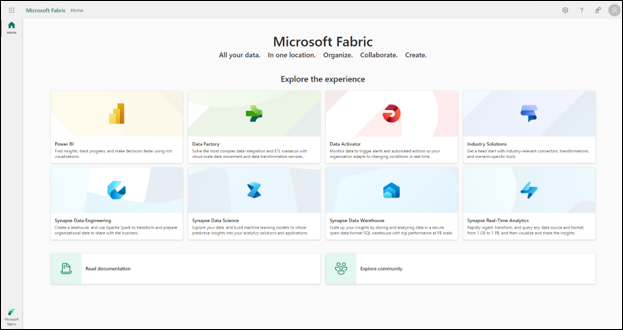 Microsoft Fabric Home
Home
Microsoft Fabric
All your data. In one location. Organize. Collaborate. Create.
Explore the experience
Power BI
Find insights, track progress, and make decisions faster using rich
visualizations.
Data Factory
Solve the most complex data integration and ETL scenarios with
cloud-scale data movement and data transformation services.
Data Activator
Monitor data to trigger alerts and automated actions so your
organization adapt to changing conditions in real time.
Industry Solutions
Get a head start with industry-relevant connectors, transformations,
and scenario-specific tools.
Synapse Data Engineering
Create a lakehouse, and use Apache Spark to transform and prepare
organizational data to share with the business.
Synapse Data Science
Explore your data, and build machine learning models to infuse
predictive insights into your analytics solutions and applications.
Synapse Data Warehouse
Scale up your insights by storing and analyzing data in a secure,
open-data-format SQL warehouse with top performance at PB scale.
Synapse Real-Time Analytics
Rapidly ingest, transform, and query any data source and format,
from 1 GB to 1 PB, and then visualize and share the insights.
Read documentation
Explore community
Microsoft
Fabric